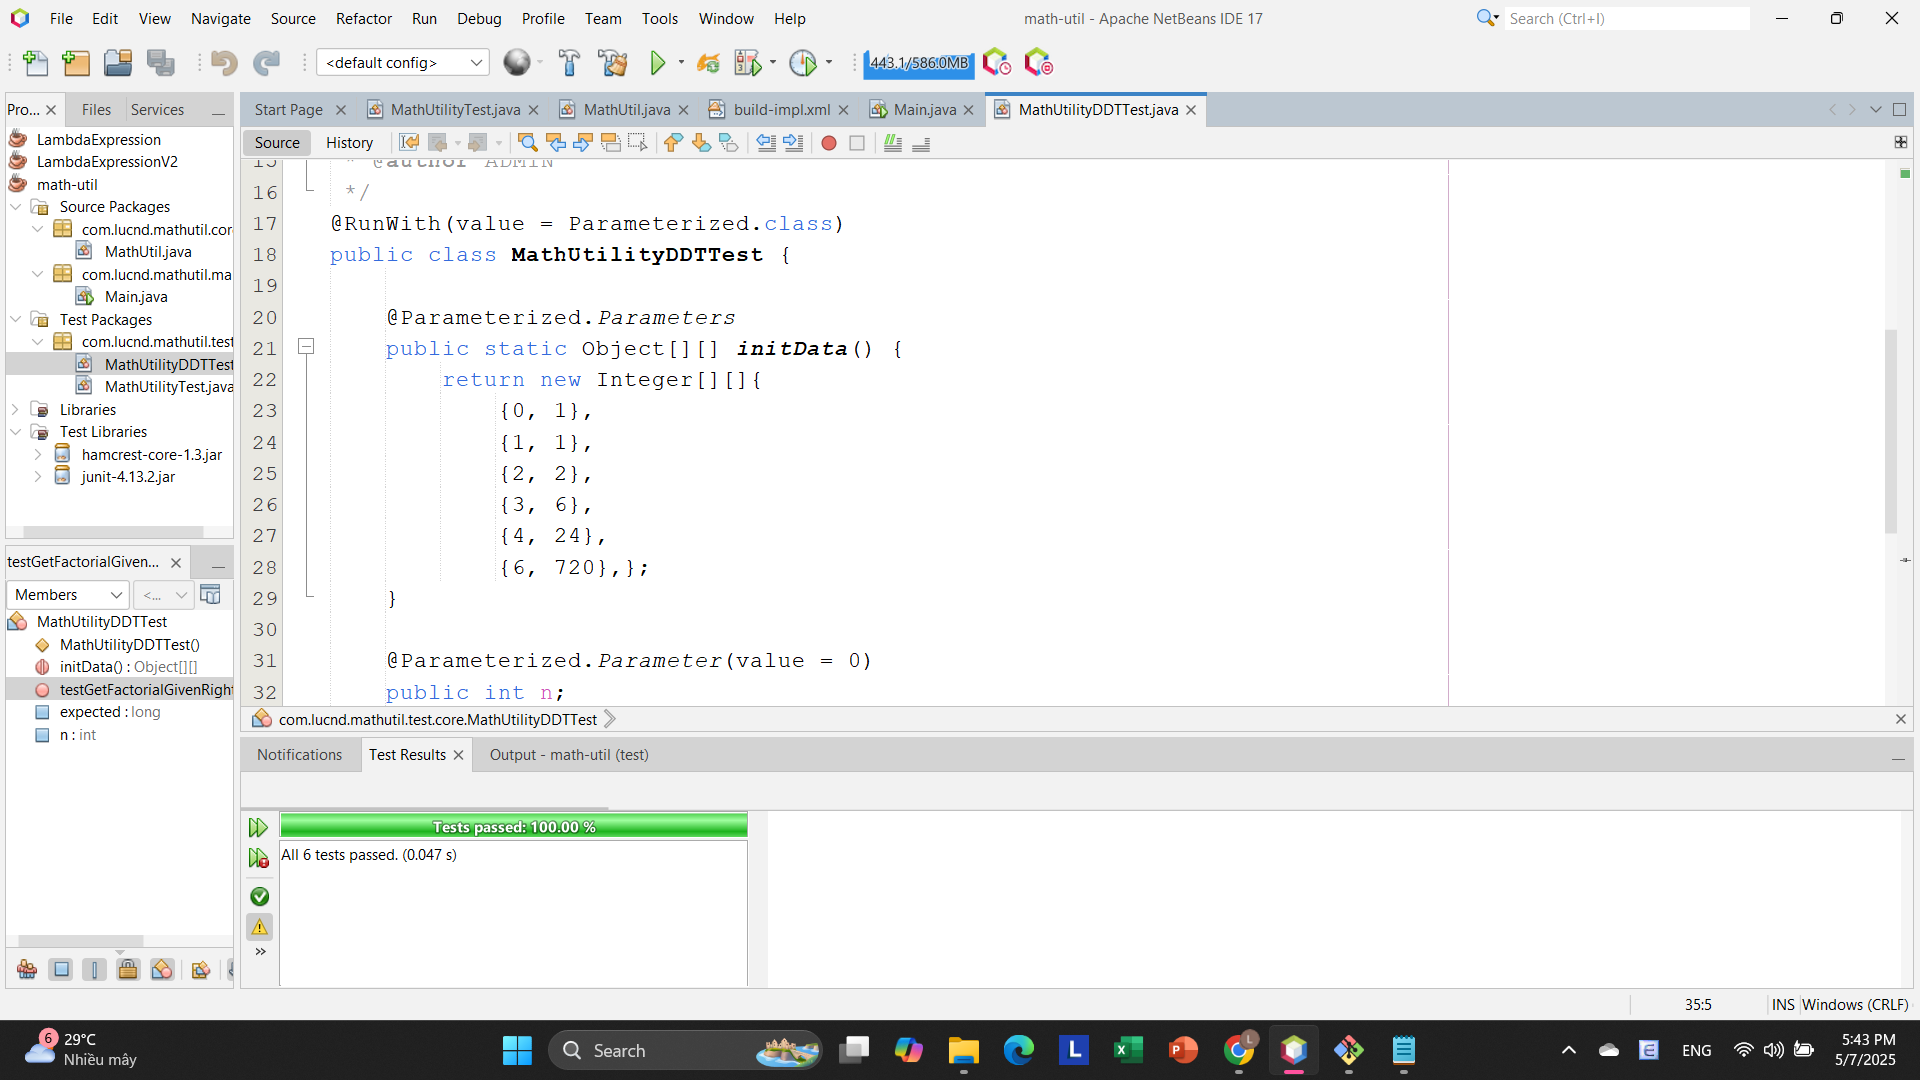 File Edit View Navigate Source Refactor Run Debug Profile Team Tools Window Help
math-util - Apache NetBeans IDE 17
Search (Ctrl+I)
<default config>
443.1/586.0MB
Pro... Files Services
LambdaExpression
LambdaExpressionV2
math-util
Source Packages
com.lucnd.mathutil.cor
MathUtil.java
com.lucnd.mathutil.ma
Main.java
Test Packages
com.lucnd.mathutil.test
MathUtilityDDTTest
MathUtilityTest.java
Libraries
Test Libraries
hamcrest-core-1.3.jar
junit-4.13.2.jar
testGetFactorialGiven...
Members <...
MathUtilityDDTTest
MathUtilityDDTTest()
initData() : Object[][]
testGetFactorialGivenRight
expected : long
n : int
Start Page MathUtilityTest.java MathUtil.java build-impl.xml Main.java MathUtilityDDTTest.java
Source History
15 * @author ADMIN
16 */
17 @RunWith(value = Parameterized.class)
18 public class MathUtilityDDTTest {
19
20 @Parameterized.Parameters
21 public static Object[][] initData() {
22 return new Integer[][]{
23 {0, 1},
24 {1, 1},
25 {2, 2},
26 {3, 6},
27 {4, 24},
28 {6, 720},};
29 }
30
31 @Parameterized.Parameter(value = 0)
32 public int n;
com.lucnd.mathutil.test.core.MathUtilityDDTTest
Notifications Test Results Output - math-util (test)
Tests passed: 100.00 %
All 6 tests passed. (0.047 s)
35:5 INS Windows (CRLF)
6 29°C
Nhiều mây
Search
L
L
ENG
5:43 PM
5/7/2025